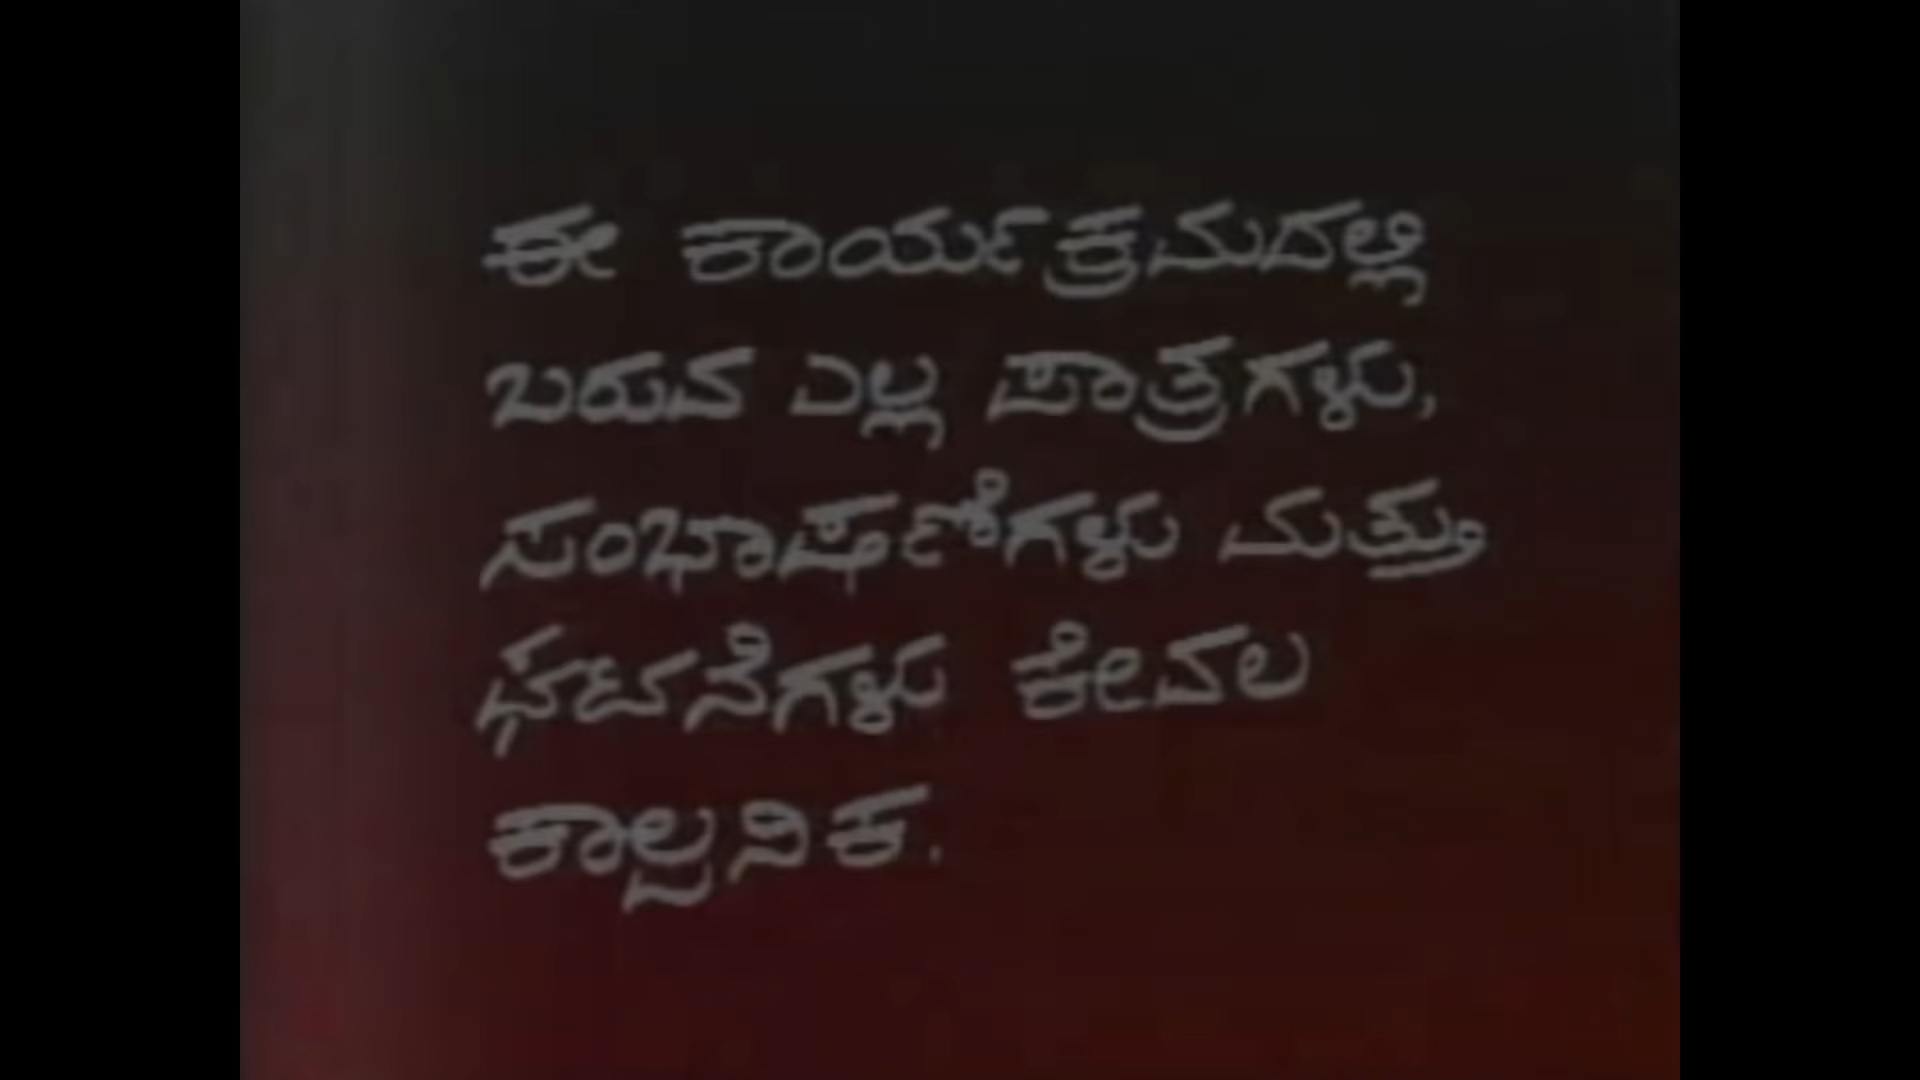 ಈ ಕಾರ್ಯಕ್ರಮದಲ್ಲಿ
ಬರುವ ಎಲ್ಲ ಪಾತ್ರಗಳು,
ಸಂಭಾಷಣೆಗಳು ಮತ್ತು
ಘಟನೆಗಳು ಕೇವಲ
ಕಾಲ್ಪನಿಕ.